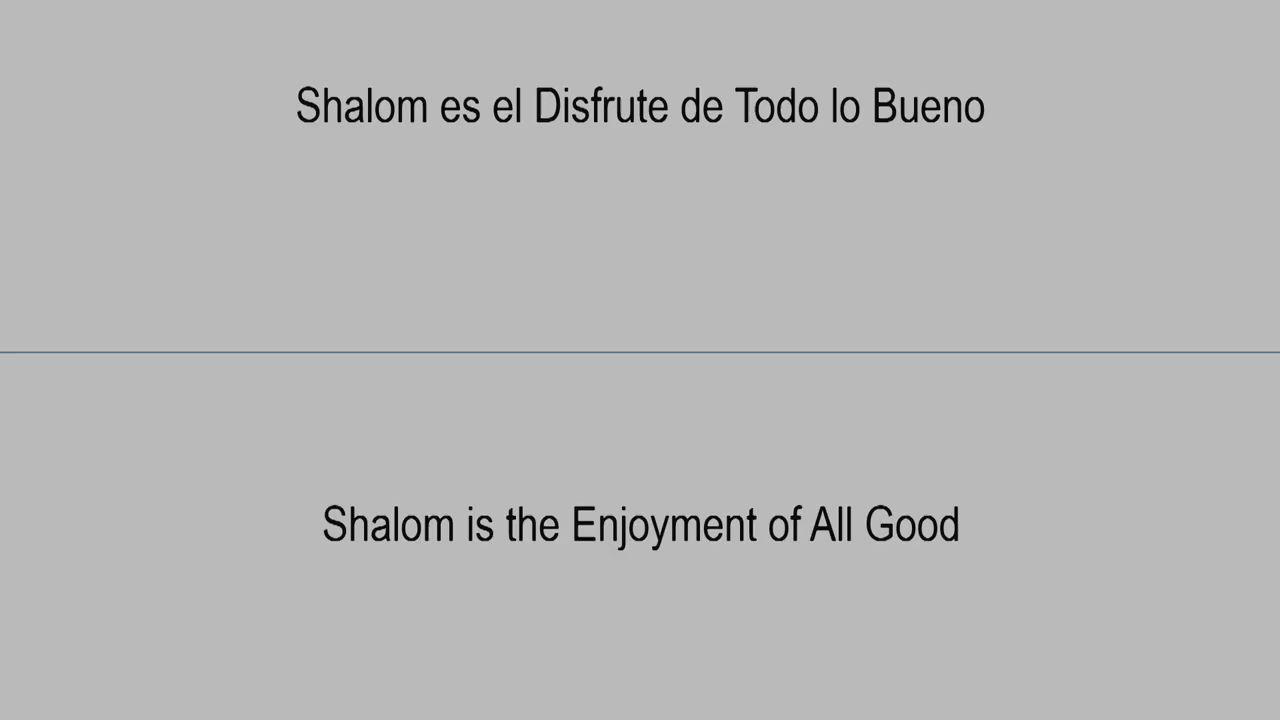 Shalom es el Disfrute de Todo lo Bueno
Shalom is the Enjoyment of All Good